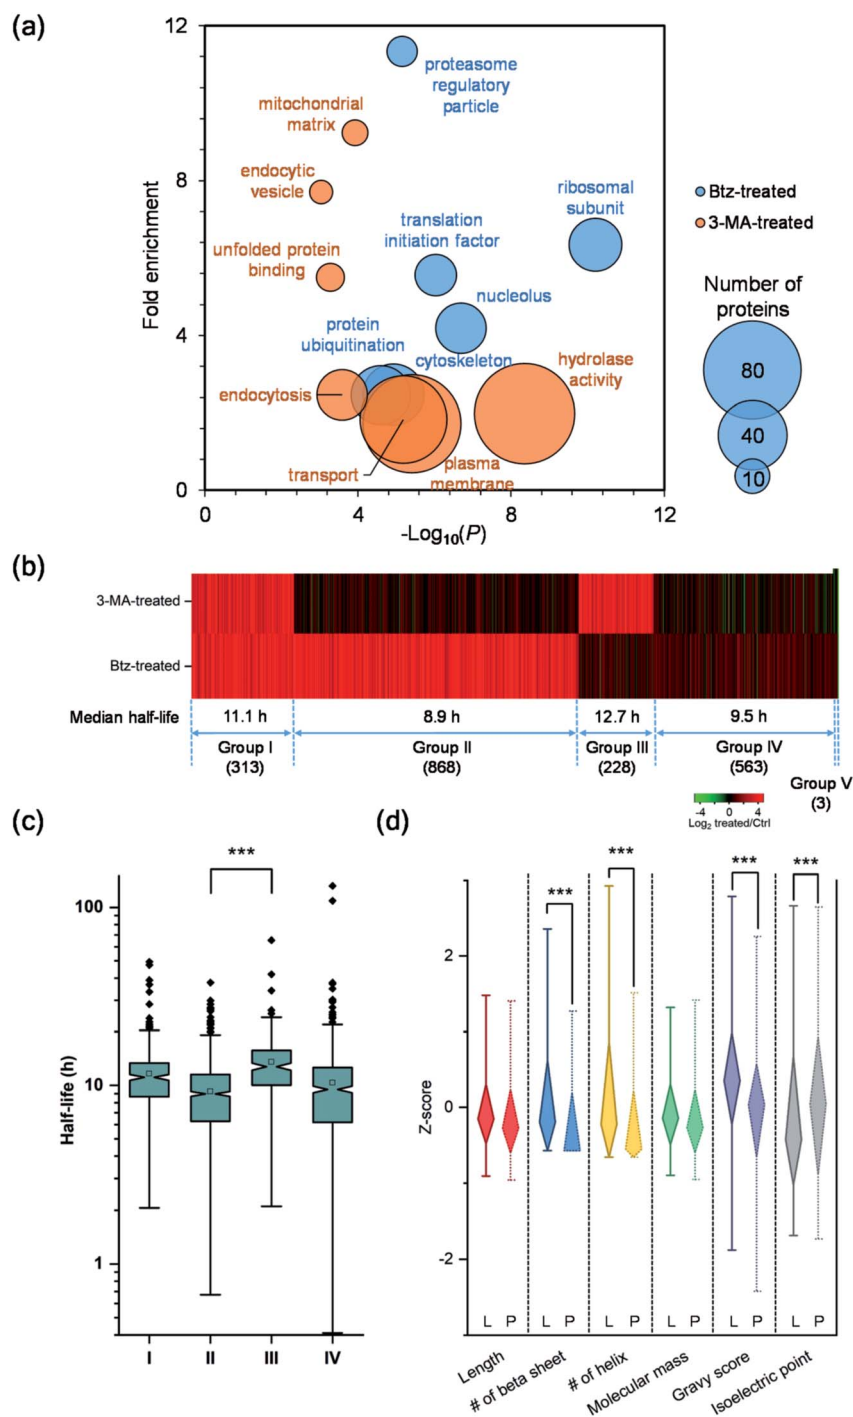 (a)
12
8
4
0
Fold enrichment
proteasome
regulatory
particle
mitochondrial
matrix
endocytic
vesicle
ribosomal
subunit
translation
initiation factor
unfolded protein
binding
nucleolus
protein
ubiquitination
cytoskeleton
hydrolase
activity
endocytosis
transport
plasma
membrane
0
4
8
12
-Log10(P)
Btz-treated
3-MA-treated
Number of
proteins
80
40
10
(b)
3-MA-treated
Btz-treated
Median half-life
11.1 h
8.9 h
12.7 h
9.5 h
Group I
(313)
Group II
(868)
Group III
(228)
Group IV
(563)
Group V
(3)
-4 0 4
Log2 treated/Ctrl
(c)
***
100
10
1
Half-life (h)
I
II
III
IV
(d)
***
***
***
***
2
0
-2
Z-score
L P L P L P L P L P L P
Length
# of beta sheet
# of helix
Molecular mass
Gravy score
Isoelectric point